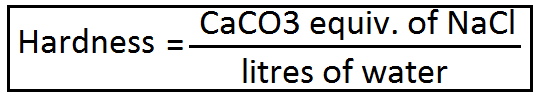 Hardness = CaCO3 equiv. of NaCl
litres of water